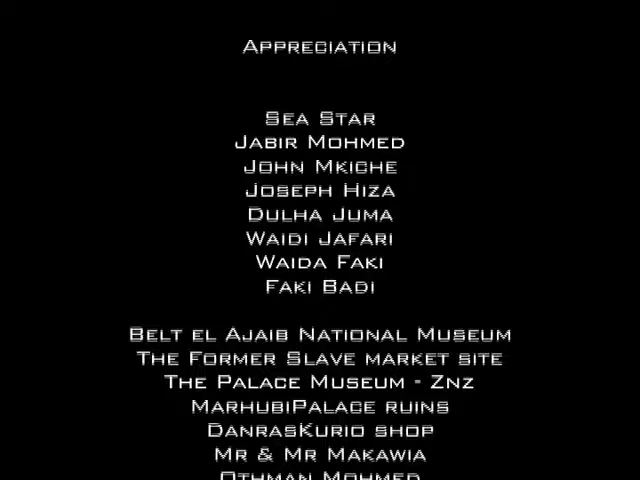 Appreciation
Sea Star
Jabir Mohmed
John Mkiche
Joseph Hiza
Dulha Juma
Waidi Jafari
Waida Faki
Faki Badi
Belt el Ajaib National Museum
The Former Slave market site
The Palace Museum - Znz
MarhubiPalace ruins
DanrasKurio shop
Mr & Mr Makawia
Othman Mohmed